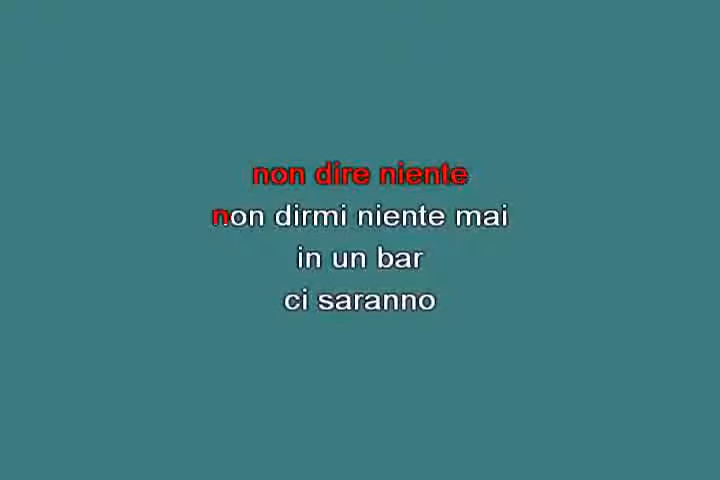 non dire niente
non dirmi niente mai
in un bar
ci saranno